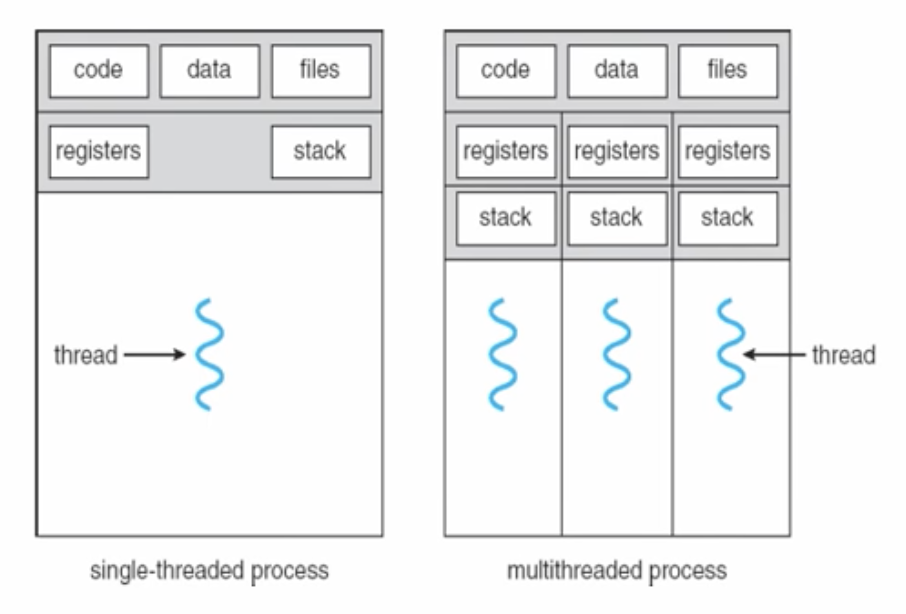 code data files code data files
registers stack registers registers registers
stack stack stack
thread thread
single-threaded process multithreaded process